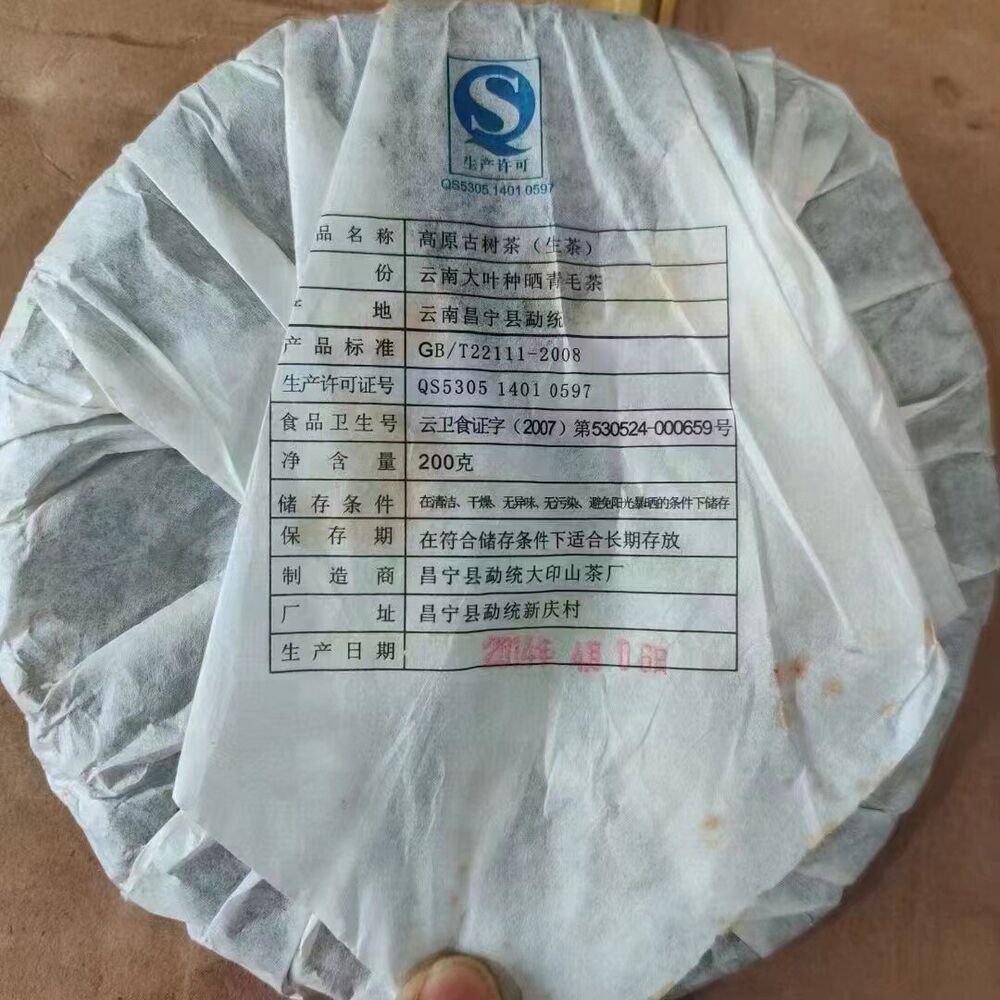 S
生产许可
QS5305 1401 0597
品名称 高原古树茶（生茶）
份 云南大叶种晒青毛茶
地 云南昌宁县勐统
产品标准 GB/T22111-2008
生产许可证号 QS5305 1401 0597
食品卫生号 云卫食证字（2007）第530524-000659号
净含量 200克
储存条件 在清洁、干燥、无异味、无污染、避免阳光暴晒的条件下储存
保存期 在符合储存条件下适合长期存放
制造商 昌宁县勐统大印山茶厂
厂址 昌宁县勐统新庆村
生产日期 2014年 4月